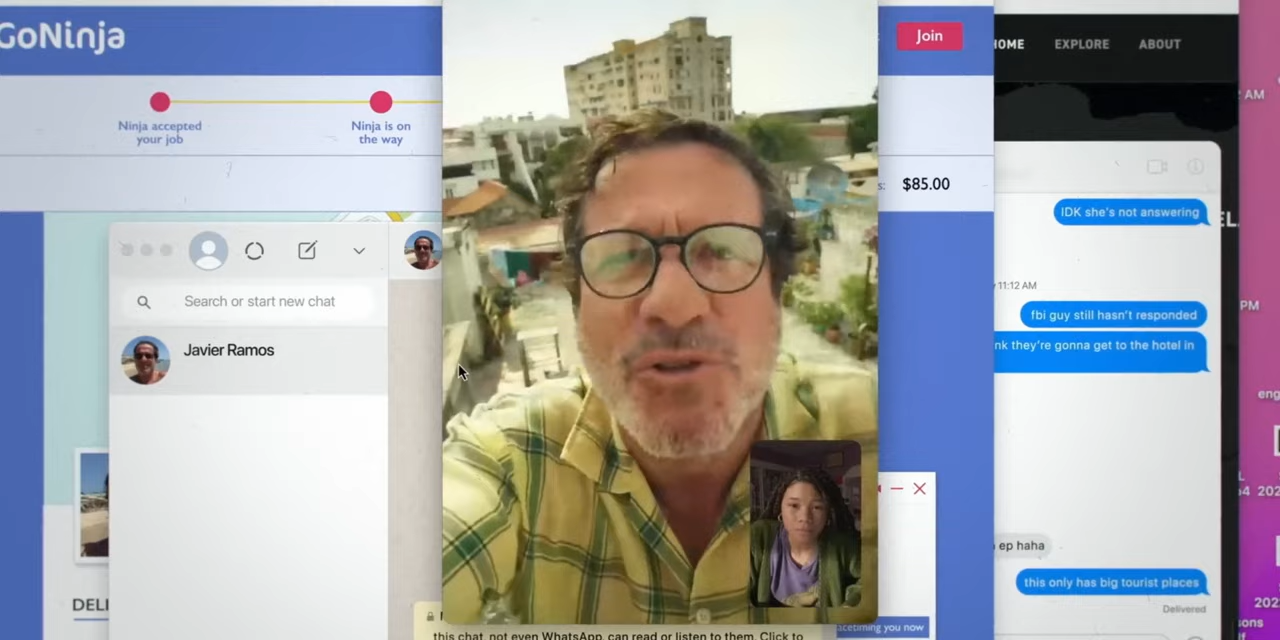 GoNinja
Join
HOME EXPLORE ABOUT
AM
Ninja accepted
your job
Ninja is on
the way
$85.00
IDK she's not answering
Search or start new chat
11:12 AM
PM
fbi guy still hasn't responded
they're gonna get to the hotel in
Javier Ramos
ep haha
this only has big tourist places
Delivered
this chat, not even WhatsApp, can read or listen to them. Click to
you now